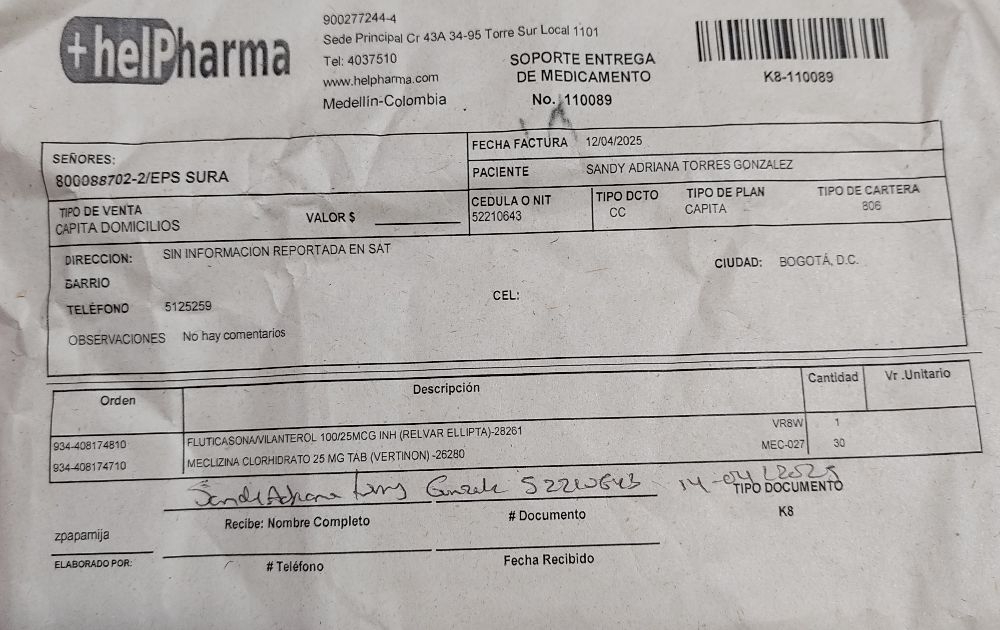 +helPharma
900277244-4
Sede Principal Cr 43A 34-95 Torre Sur Local 1101
Tel: 4037510
www.helpharma.com
Medellín-Colombia
SOPORTE ENTREGA
DE MEDICAMENTO
No. 110089
K8-110089
SEÑORES:
800088702-2/EPS SURA
FECHA FACTURA 12/04/2025
PACIENTE SANDY ADRIANA TORRES GONZALEZ
TIPO DE VENTA
CAPITA DOMICILIOS
VALOR $
CEDULA O NIT
52210643
TIPO DCTO
CC
TIPO DE PLAN
CAPITA
TIPO DE CARTERA
806
DIRECCION: SIN INFORMACION REPORTADA EN SAT
CIUDAD: BOGOTÁ, D.C.
BARRIO
TELÉFONO 5125259
CEL:
OBSERVACIONES No hay comentarios
Orden Descripción Cantidad Vr .Unitario
934-408174810 FLUTICASONA/VILANTEROL 100/25MCG INH (RELVAR ELLIPTA)-28261 VR8W 1
934-408174710 MECLIZINA CLORHIDRATO 25 MG TAB (VERTINON) -26280 MEC-027 30
Adriana 52210643 14-04/2025
Recibe: Nombre Completo # Documento TIPO DOCUMENTO
K8
zpapamija
ELABORADO POR: # Teléfono Fecha Recibido